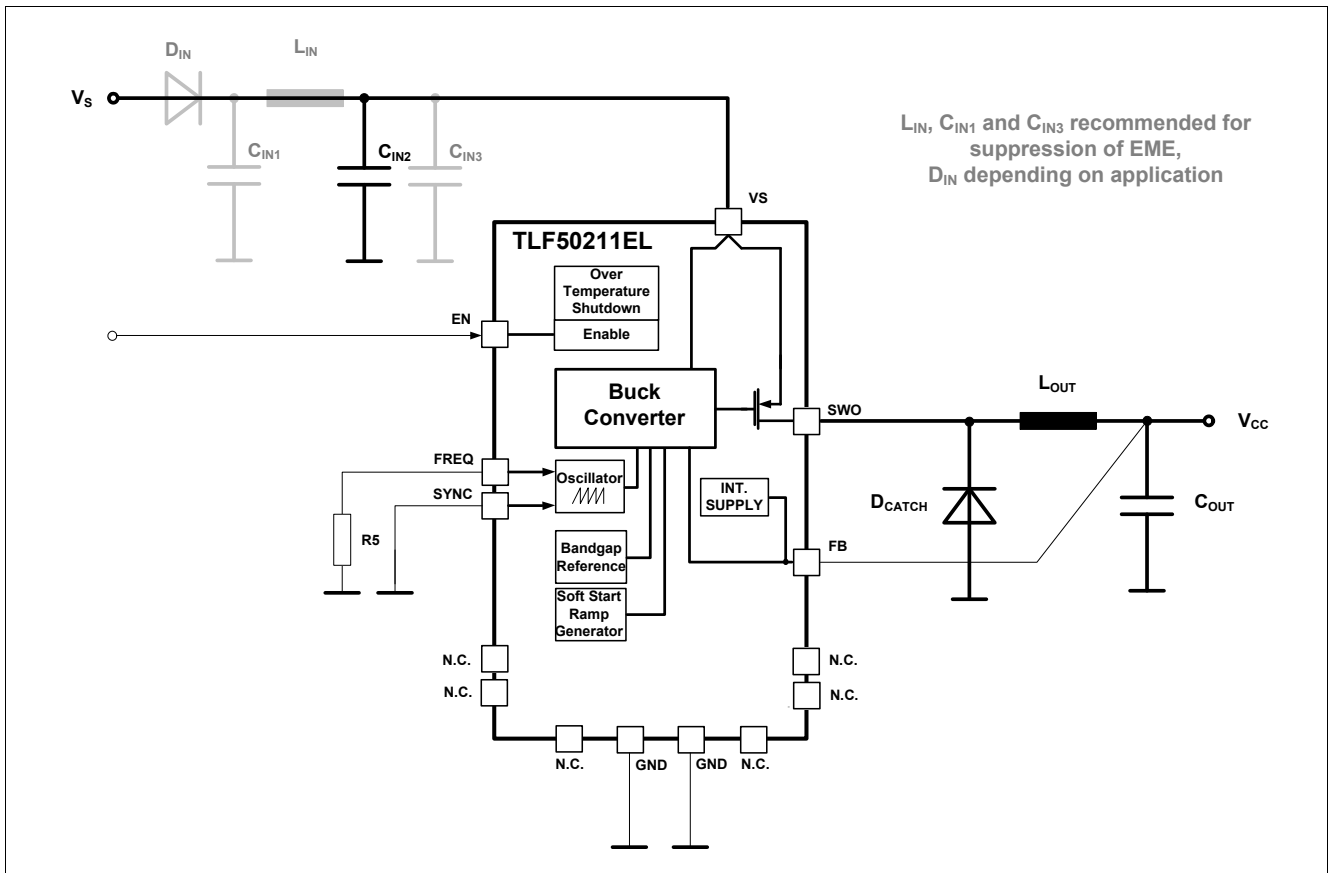 D_IN
L_IN
V_S
C_IN1
C_IN2
C_IN3
L_IN, C_IN1 and C_IN3 recommended for
suppression of EME,
D_IN depending on application
VS
TLF50211EL
Over
Temperature
Shutdown
EN
Enable
Buck
Converter
L_OUT
SWO
V_CC
FREQ
Oscillator
SYNC
INT.
SUPPLY
D_CATCH
C_OUT
R5
Bandgap
Reference
FB
Soft Start
Ramp
Generator
N.C.
N.C.
N.C.
N.C.
N.C.
GND
GND
N.C.